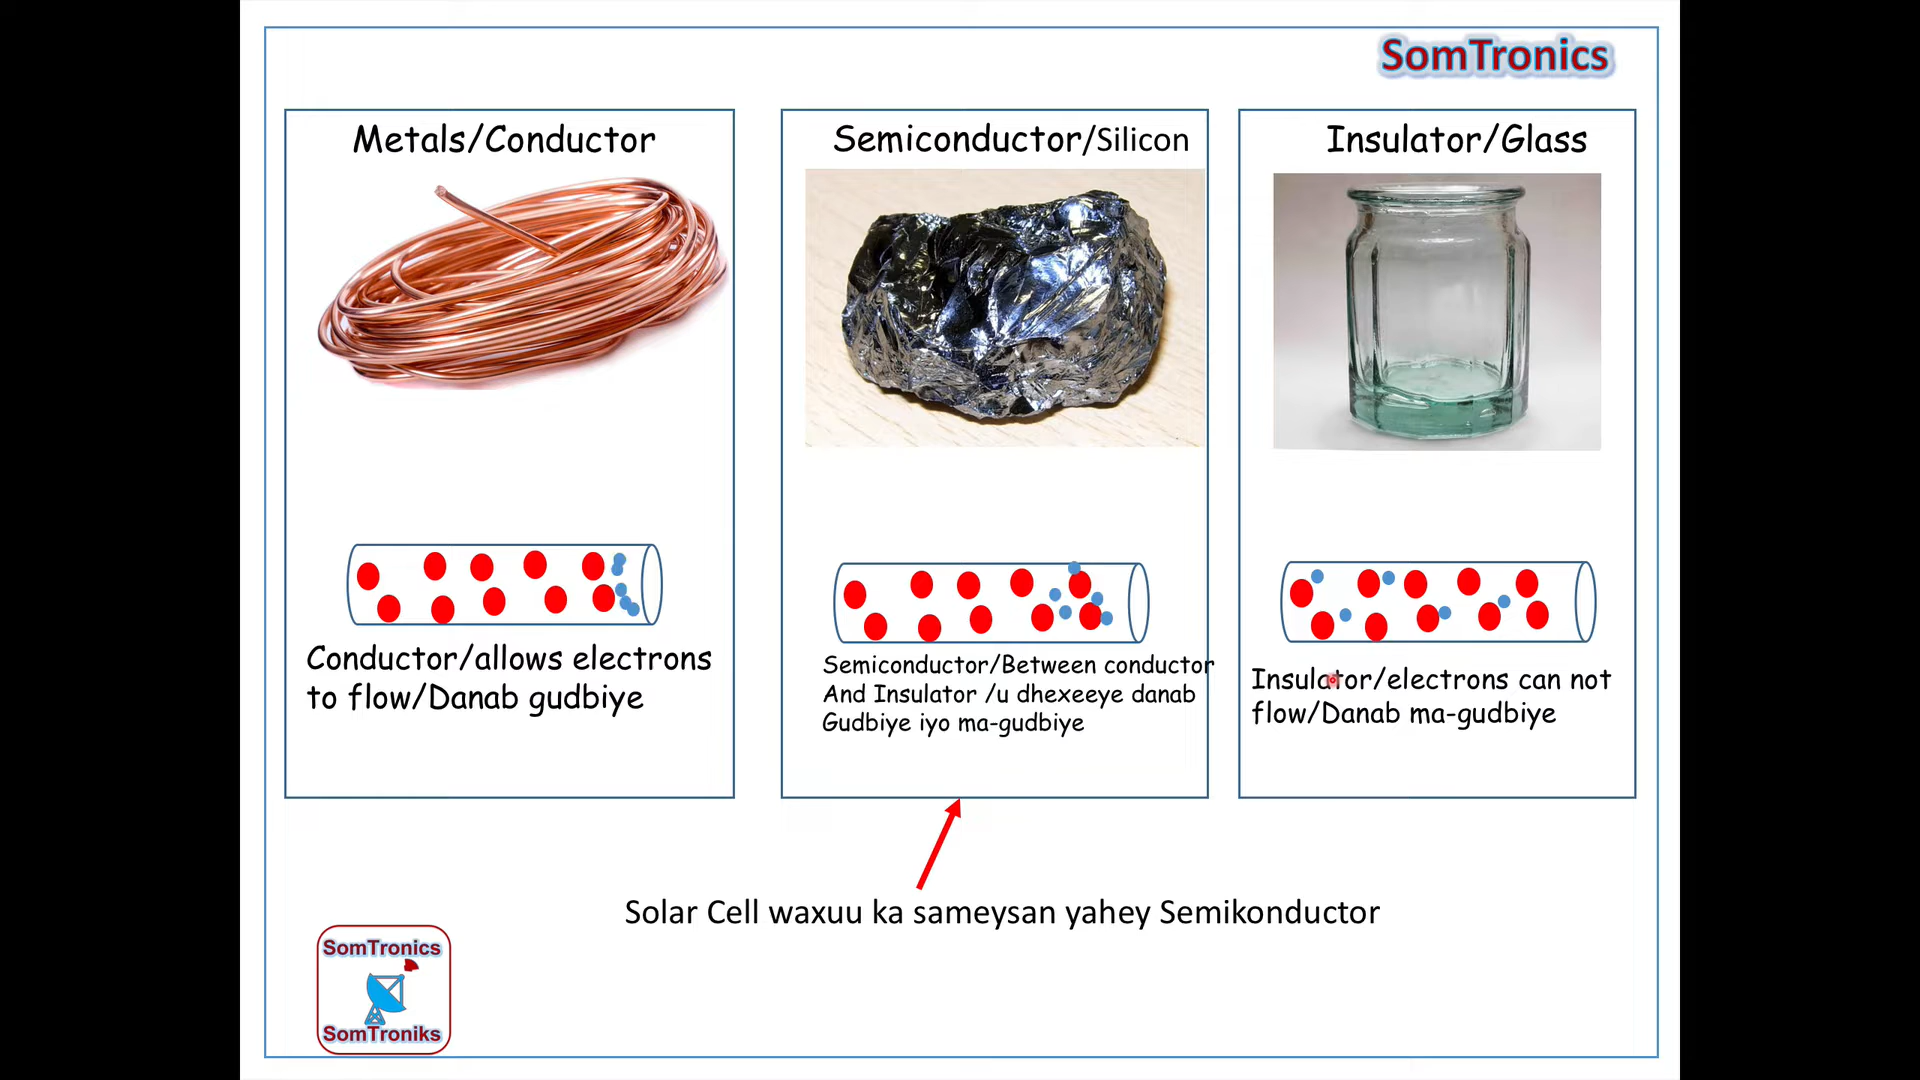 SomTronics
Metals/Conductor
Conductor/allows electrons
to flow/Danab gudbiye
Semiconductor/Silicon
Semiconductor/Between conductor
And Insulator /u dhexeeye danab
Gudbiye iyo ma-gudbiye
Insulator/Glass
Insulator/electrons can not
flow/Danab ma-gudbiye
Solar Cell waxuu ka sameysan yahey Semikonductor
SomTronics
SomTroniks